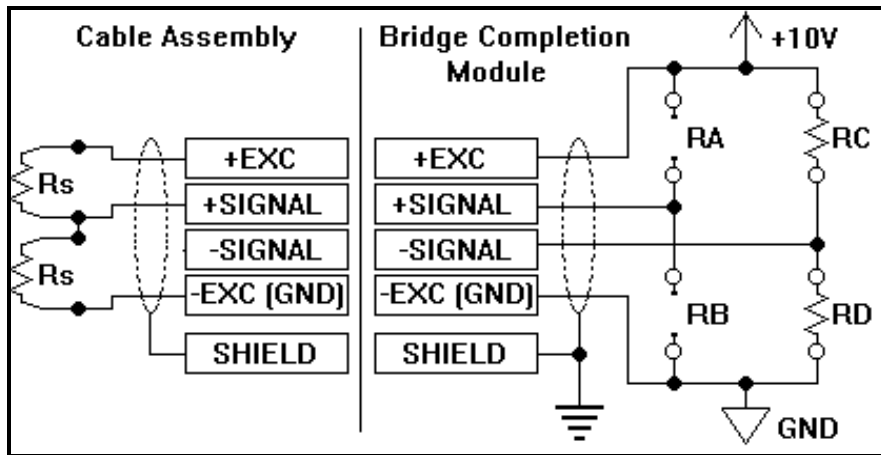 Cable Assembly
Bridge Completion
Module
+10V
+EXC
+SIGNAL
-SIGNAL
-EXC (GND)
SHIELD
Rs
Rs
+EXC
+SIGNAL
-SIGNAL
-EXC (GND)
SHIELD
RA
RC
RB
RD
GND